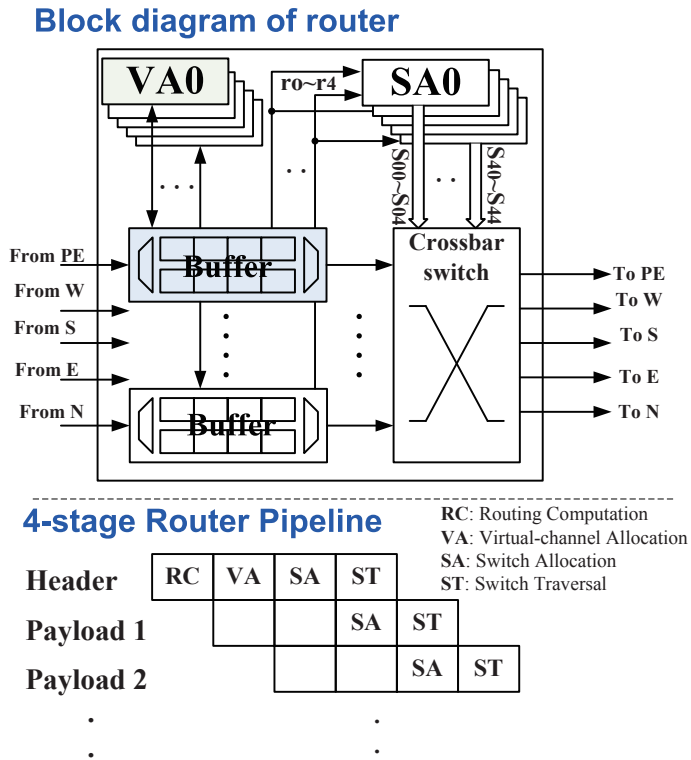 Block diagram of router
VA0
ro~r4
SA0
S00~S04
S40~S44
Crossbar
switch
Buffer
From PE
From W
From S
From E
From N
To PE
To W
To S
To E
To N
Buffer
4-stage Router Pipeline
RC: Routing Computation
VA: Virtual-channel Allocation
SA: Switch Allocation
ST: Switch Traversal
Header RC VA SA ST
Payload 1 SA ST
Payload 2 SA ST